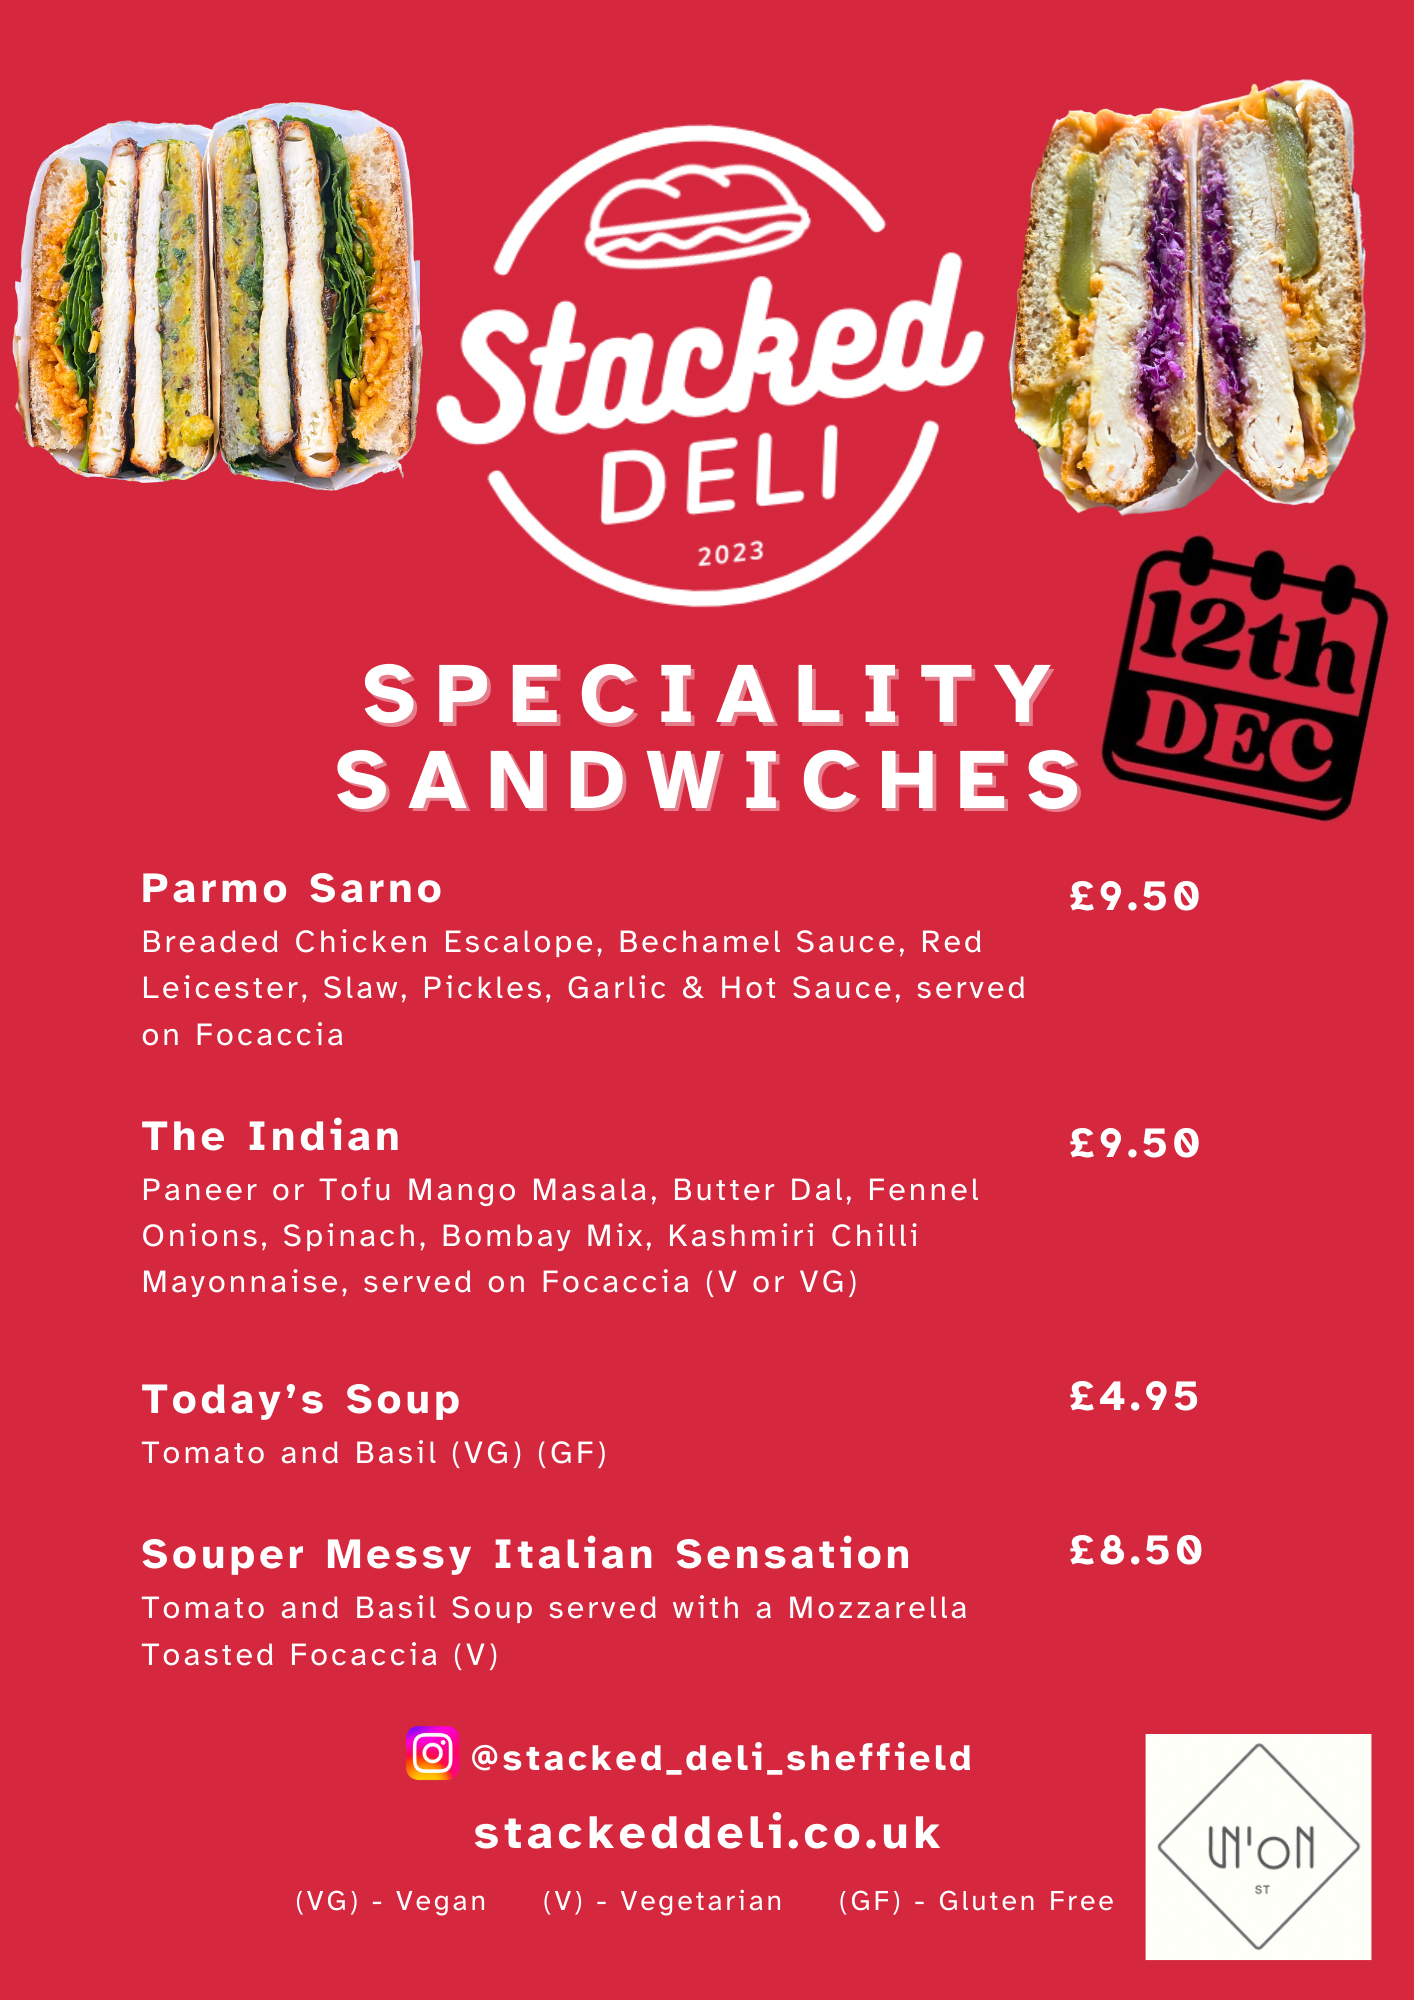 Stacked
DELI
2023
12th
DEC
SPECIALITY
SANDWICHES
Parmo Sarno
£9.50
Breaded Chicken Escalope, Bechamel Sauce, Red
Leicester, Slaw, Pickles, Garlic & Hot Sauce, served
on Focaccia
The Indian
£9.50
Paneer or Tofu Mango Masala, Butter Dal, Fennel
Onions, Spinach, Bombay Mix, Kashmiri Chilli
Mayonnaise, served on Focaccia (V or VG)
Today’s Soup
£4.95
Tomato and Basil (VG) (GF)
Souper Messy Italian Sensation
£8.50
Tomato and Basil Soup served with a Mozzarella
Toasted Focaccia (V)
@stacked_deli_sheffield
stackeddeli.co.uk
(VG) - Vegan (V) - Vegetarian (GF) - Gluten Free
UNION
ST